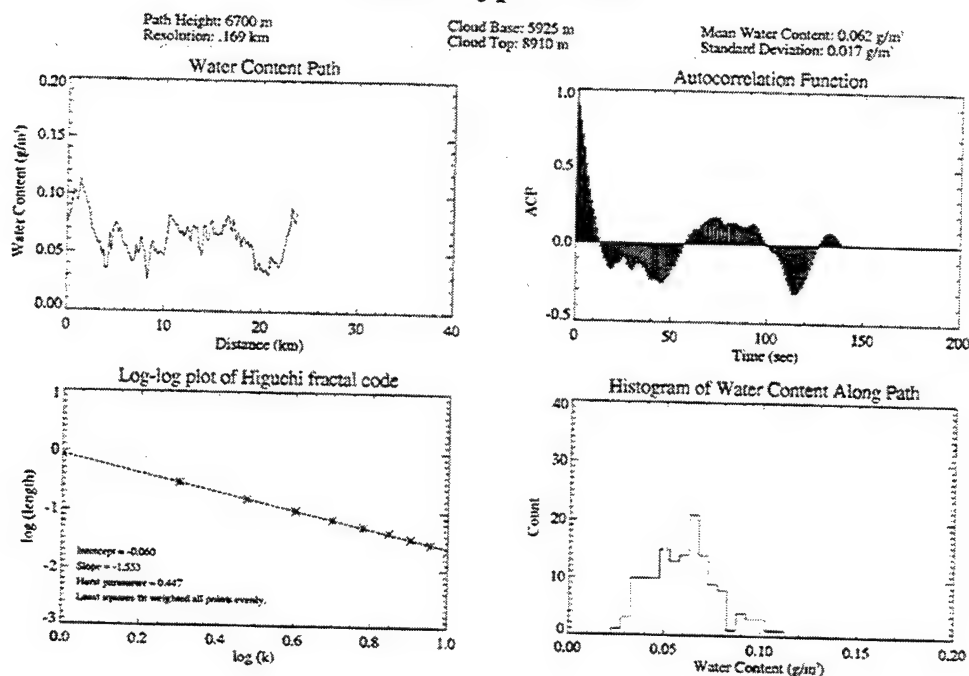 Path Height: 6700 m
Resolution: .169 km
Cloud Base: 5925 m
Cloud Top: 8910 m
Mean Water Content: 0.062 g/m³
Standard Deviation: 0.017 g/m³
Water Content Path
0.20
0.15
0.10
0.05
0.00
Water Content (g/m³)
0 10 20 30 40
Distance (km)
Autocorrelation Function
1.0
0.5
0.0
-0.5
ACF
0 50 100 150 200
Time (sec)
Log-log plot of Higuchi fractal code
1
0
-1
-2
-3
log (length)
Intercept = -0.060
Slope = -1.553
Hurst parameter = 0.447
Least squares fit weighted all points evenly.
0.0 0.2 0.4 0.6 0.8 1.0
log (k)
Histogram of Water Content Along Path
40
30
20
10
0
Count
0.00 0.05 0.10 0.15 0.20
Water Content (g/m³)